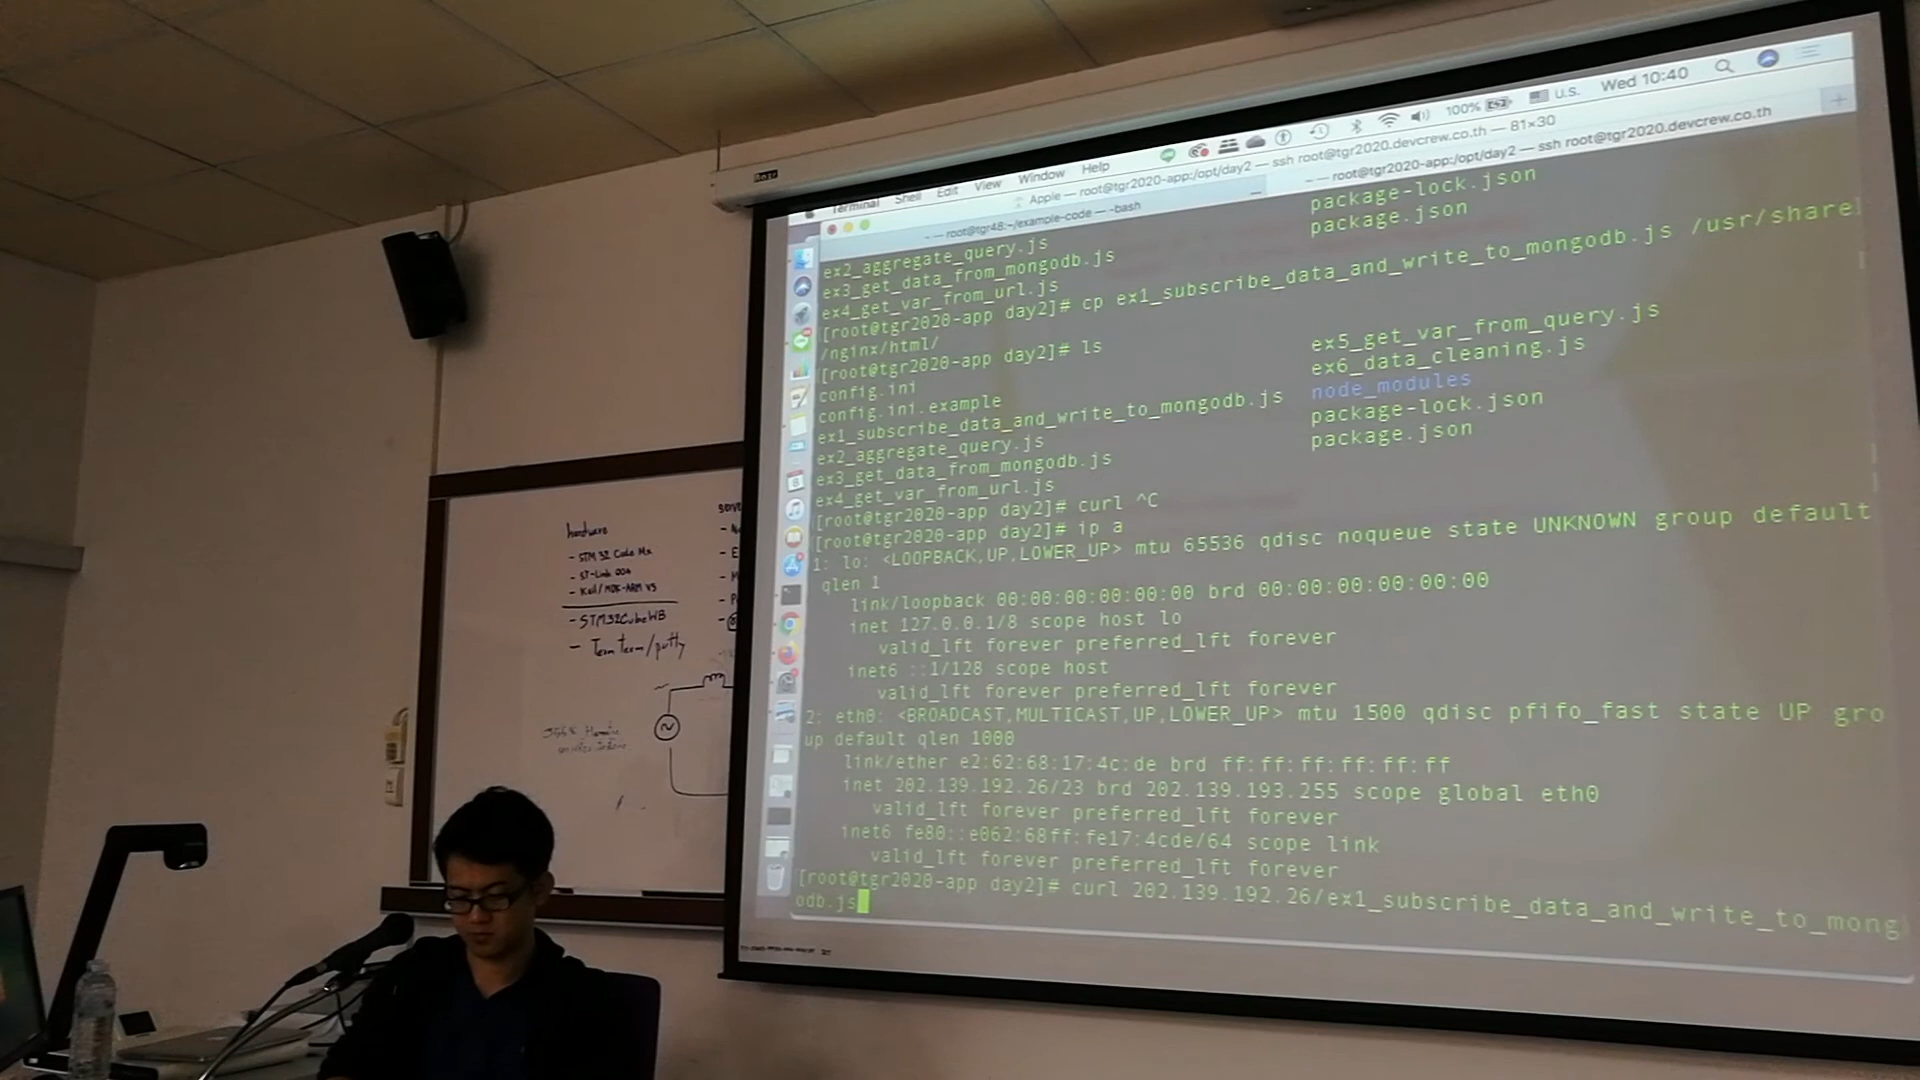 Terminal Shell Edit View Window Help 100% U.S. Wed 10:40
Apple — root@tgr2020-app:/opt/day2 — ssh root@tgr2020.devcrew.co.th — 81×30
~ — root@tgr48:~/example-code — -bash
~ — root@tgr2020-app:/opt/day2 — ssh root@tgr2020.devcrew.co.th
package-lock.json
ex2_aggregate_query.js package.json
ex3_get_data_from_mongodb.js
ex4_get_var_from_url.js
[root@tgr2020-app day2]# cp ex1_subscribe_data_and_write_to_mongodb.js /usr/share
/nginx/html/
[root@tgr2020-app day2]# ls
config.ini ex5_get_var_from_query.js
config.ini.example ex6_data_cleaning.js
ex1_subscribe_data_and_write_to_mongodb.js node_modules
ex2_aggregate_query.js package-lock.json
ex3_get_data_from_mongodb.js package.json
ex4_get_var_from_url.js
[root@tgr2020-app day2]# curl ^C
[root@tgr2020-app day2]# ip a
1: lo: <LOOPBACK,UP,LOWER_UP> mtu 65536 qdisc noqueue state UNKNOWN group default
qlen 1
link/loopback 00:00:00:00:00:00 brd 00:00:00:00:00:00
inet 127.0.0.1/8 scope host lo
valid_lft forever preferred_lft forever
inet6 ::1/128 scope host
valid_lft forever preferred_lft forever
2: eth0: <BROADCAST,MULTICAST,UP,LOWER_UP> mtu 1500 qdisc pfifo_fast state UP gro
up default qlen 1000
link/ether e2:62:68:17:4c:de brd ff:ff:ff:ff:ff:ff
inet 202.139.192.26/23 brd 202.139.193.255 scope global eth0
valid_lft forever preferred_lft forever
inet6 fe80::e062:68ff:fe17:4cde/64 scope link
valid_lft forever preferred_lft forever
[root@tgr2020-app day2]# curl 202.139.192.26/ex1_subscribe_data_and_write_to_mong
odb.js
hardware
- STM 32 Cube Mx
- ST-Link 004
- Keil/MDK-ARM V5
- STM32CubeWB
- Tera term/putty
serve